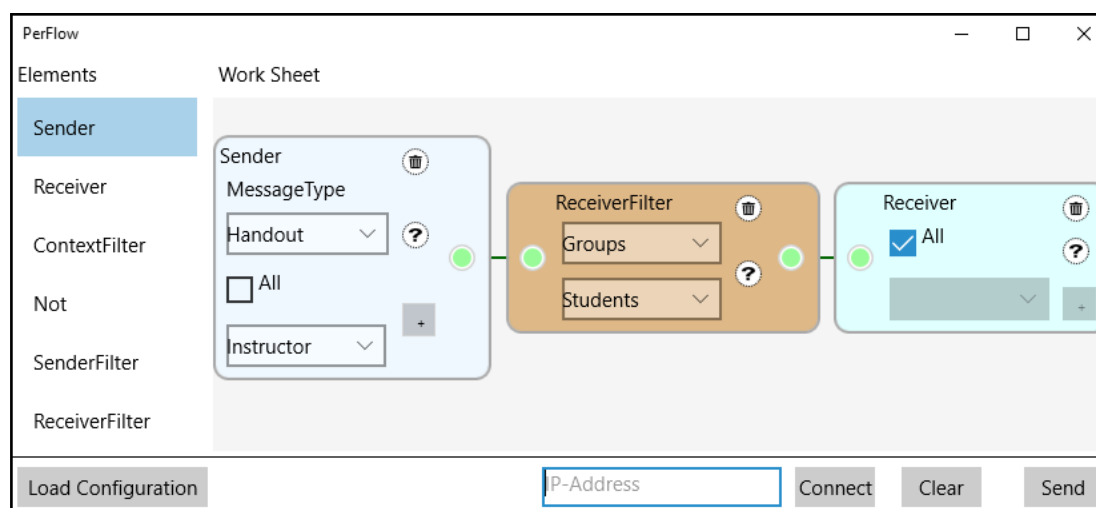 PerFlow
Elements
Work Sheet
Sender
Receiver
ContextFilter
Not
SenderFilter
ReceiverFilter
Sender
MessageType
Handout
?
All
+
Instructor
ReceiverFilter
Groups
?
Students
Receiver
All
?
+
Load Configuration
IP-Address
Connect
Clear
Send